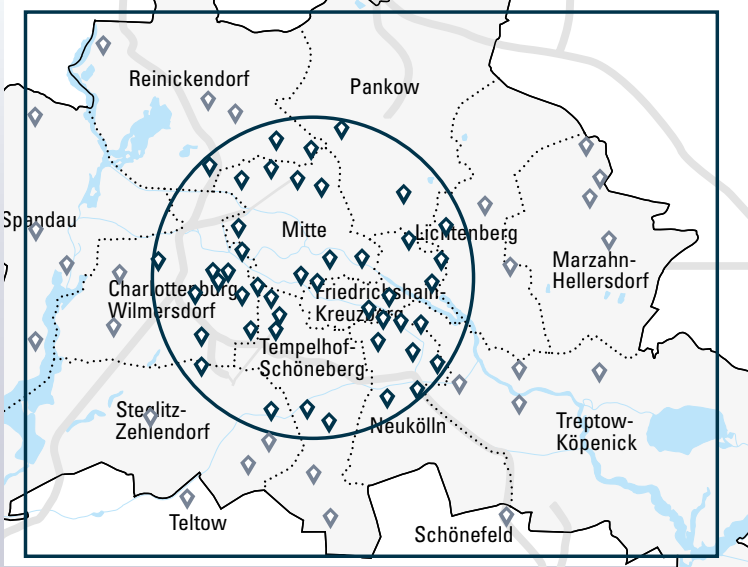 Reinickendorf
Pankow
Spandau
Mitte
Lichtenberg
Marzahn-
Hellersdorf
Charlottenburg-
Wilmersdorf
Friedrichshain-
Kreuzberg
Tempelhof-
Schöneberg
Steglitz-
Zehlendorf
Neukölln
Treptow-
Köpenick
Teltow
Schönefeld